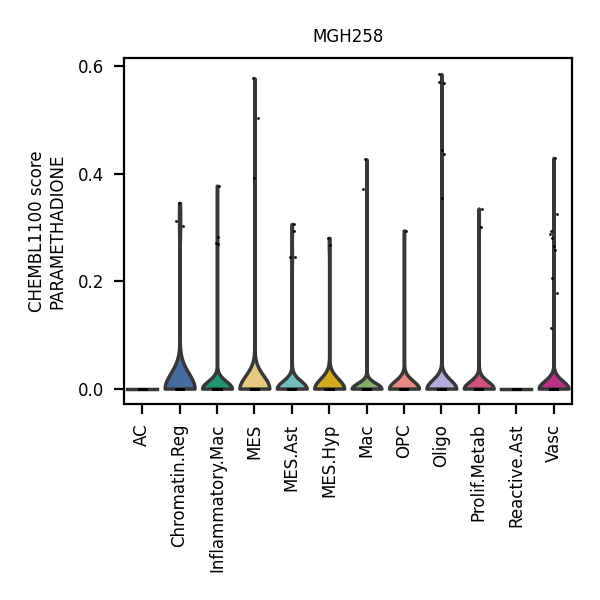 MGH258
CHEMBL1100 score
PARAMETHADIONE
0.6
0.4
0.2
0.0
AC
Chromatin.Reg
Inflammatory.Mac
MES
MES.Ast
MES.Hyp
Mac
OPC
Oligo
Prolif.Metab
Reactive.Ast
Vasc